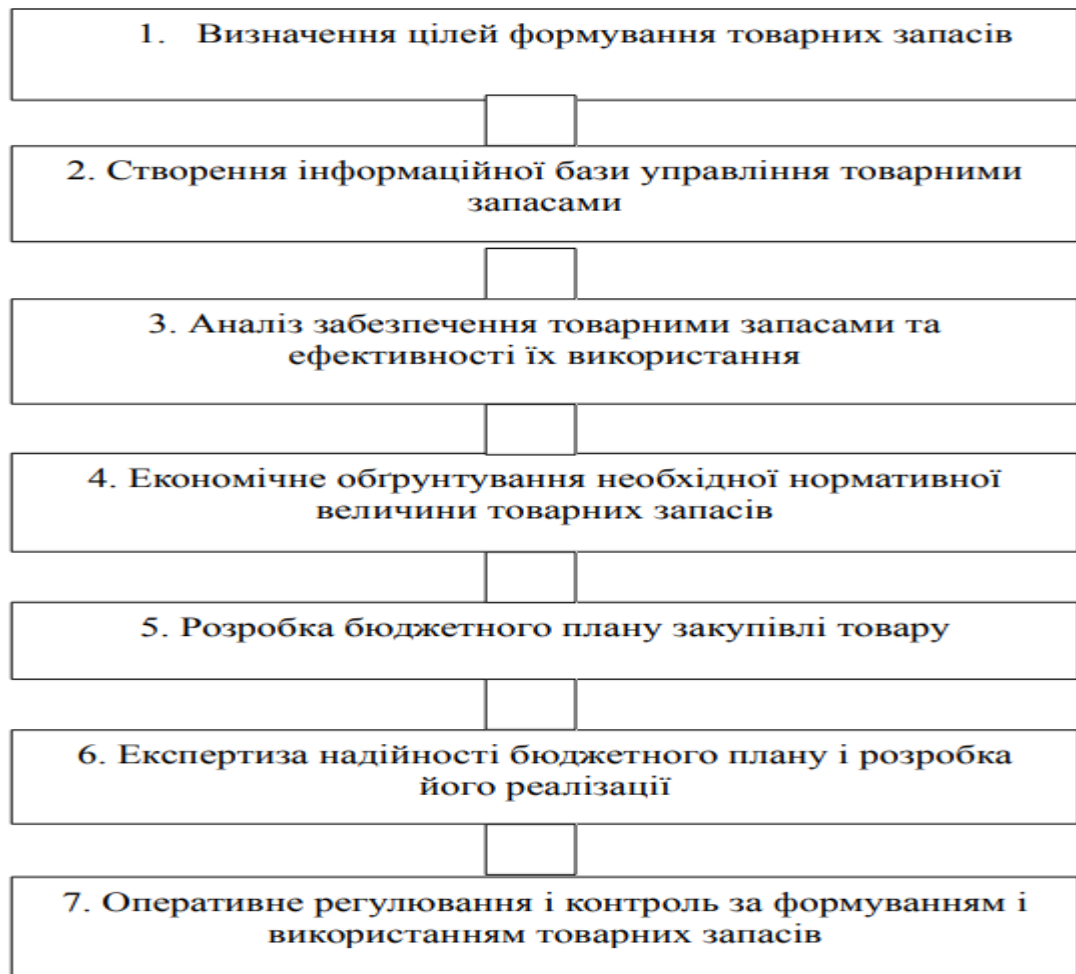 1. Визначення цілей формування товарних запасів
2. Створення інформаційної бази управління товарними
запасами
3. Аналіз забезпечення товарними запасами та
ефективності їх використання
4. Економічне обґрунтування необхідної нормативної
величини товарних запасів
5. Розробка бюджетного плану закупівлі товару
6. Експертиза надійності бюджетного плану і розробка
його реалізації
7. Оперативне регулювання і контроль за формуванням і
використанням товарних запасів